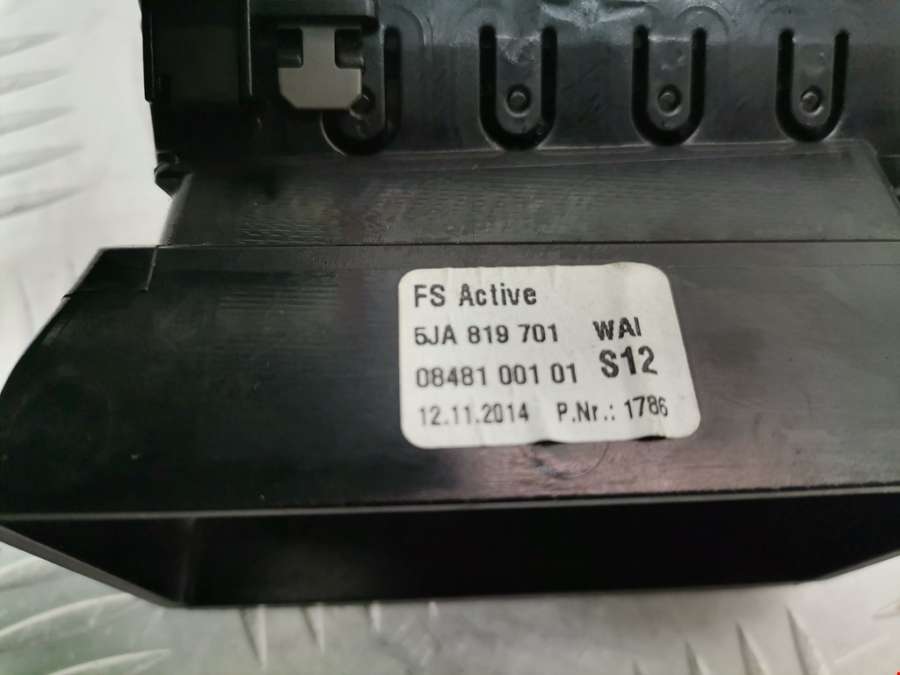 FS Active
5JA 819 701 WAI
08481 001 01 S12
12.11.2014 P.Nr.: 1786